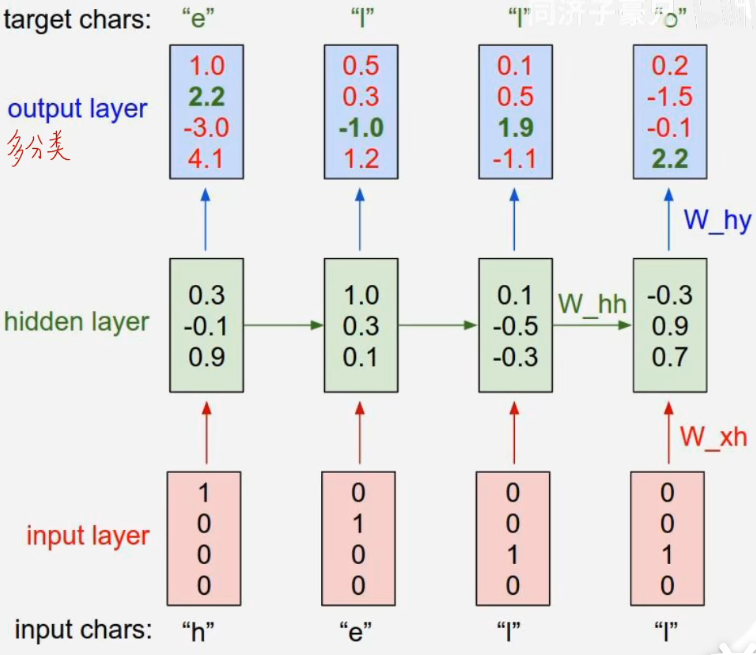 target chars: “e” “l” “l” “o”
同济子豪兄
1.0 0.5 0.1 0.2
2.2 0.3 0.5 -1.5
output layer
-3.0 -1.0 1.9 -0.1
多分类
4.1 1.2 -1.1 2.2
W_hy
0.3 1.0 0.1 -0.3
W_hh
hidden layer -0.1 0.3 -0.5 0.9
0.9 0.1 -0.3 0.7
W_xh
1 0 0 0
0 1 0 0
input layer
0 0 1 1
0 0 0 0
input chars: “h” “e” “l” “l”